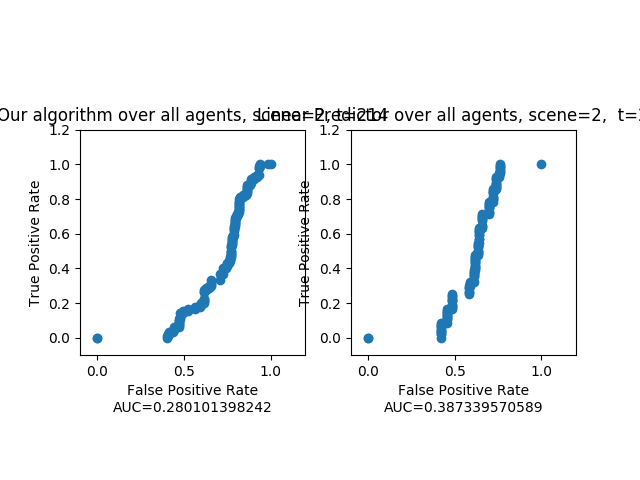 Our algorithm over all agents, scene=2, t=214
Linear Predictor over all agents, scene=2, t=
True Positive Rate
1.2
1.0
0.8
0.6
0.4
0.2
0.0
0.0 0.5 1.0
False Positive Rate
AUC=0.280101398242
True Positive Rate
1.2
1.0
0.8
0.6
0.4
0.2
0.0
0.0 0.5 1.0
False Positive Rate
AUC=0.387339570589